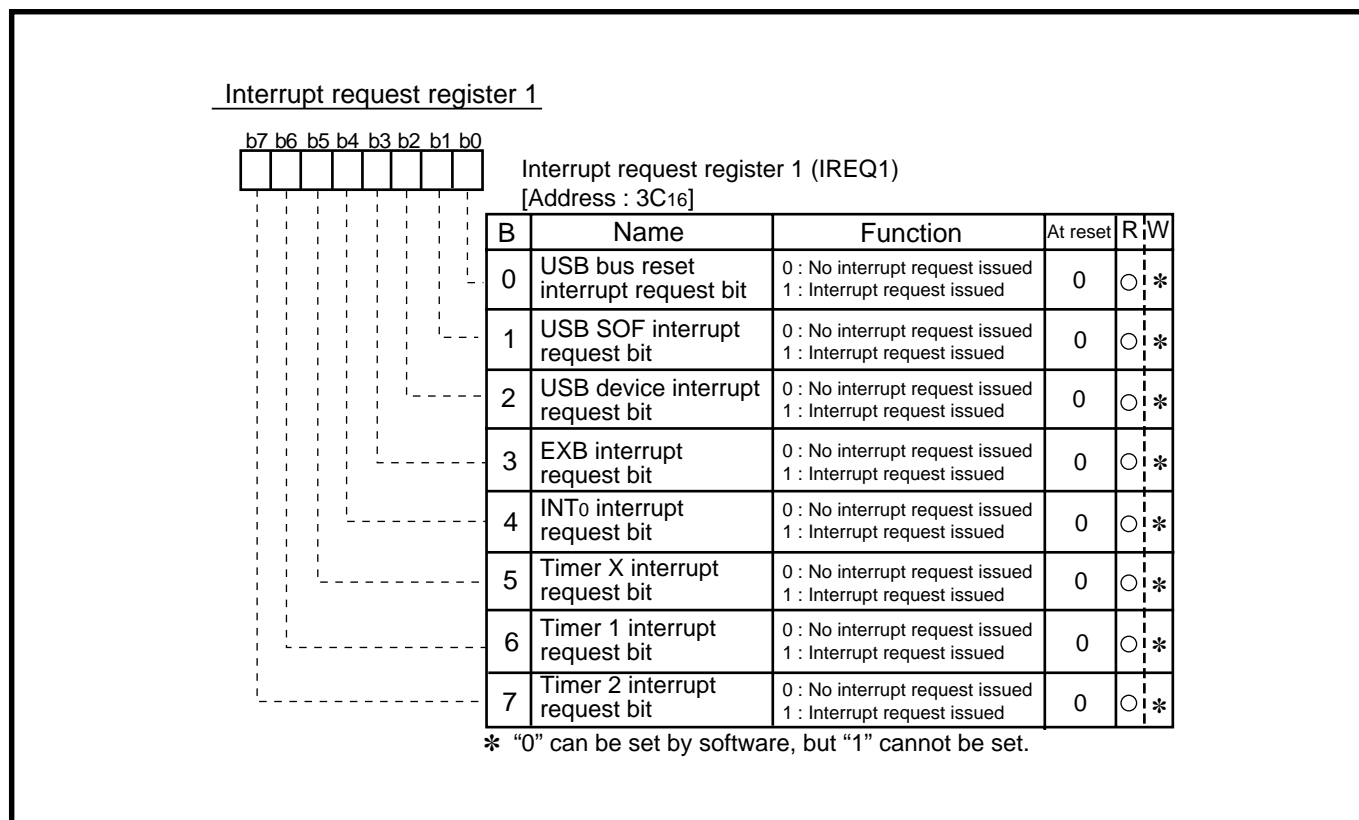 Interrupt request register 1
b7 b6 b5 b4 b3 b2 b1 b0
Interrupt request register 1 (IREQ1)
[Address : 3C16]
B Name Function At reset R W
0 USB bus reset interrupt request bit 0 : No interrupt request issued 1 : Interrupt request issued 0 ○ ✻
1 USB SOF interrupt request bit 0 : No interrupt request issued 1 : Interrupt request issued 0 ○ ✻
2 USB device interrupt request bit 0 : No interrupt request issued 1 : Interrupt request issued 0 ○ ✻
3 EXB interrupt request bit 0 : No interrupt request issued 1 : Interrupt request issued 0 ○ ✻
4 INT0 interrupt request bit 0 : No interrupt request issued 1 : Interrupt request issued 0 ○ ✻
5 Timer X interrupt request bit 0 : No interrupt request issued 1 : Interrupt request issued 0 ○ ✻
6 Timer 1 interrupt request bit 0 : No interrupt request issued 1 : Interrupt request issued 0 ○ ✻
7 Timer 2 interrupt request bit 0 : No interrupt request issued 1 : Interrupt request issued 0 ○ ✻
✻ “0” can be set by software, but “1” cannot be set.